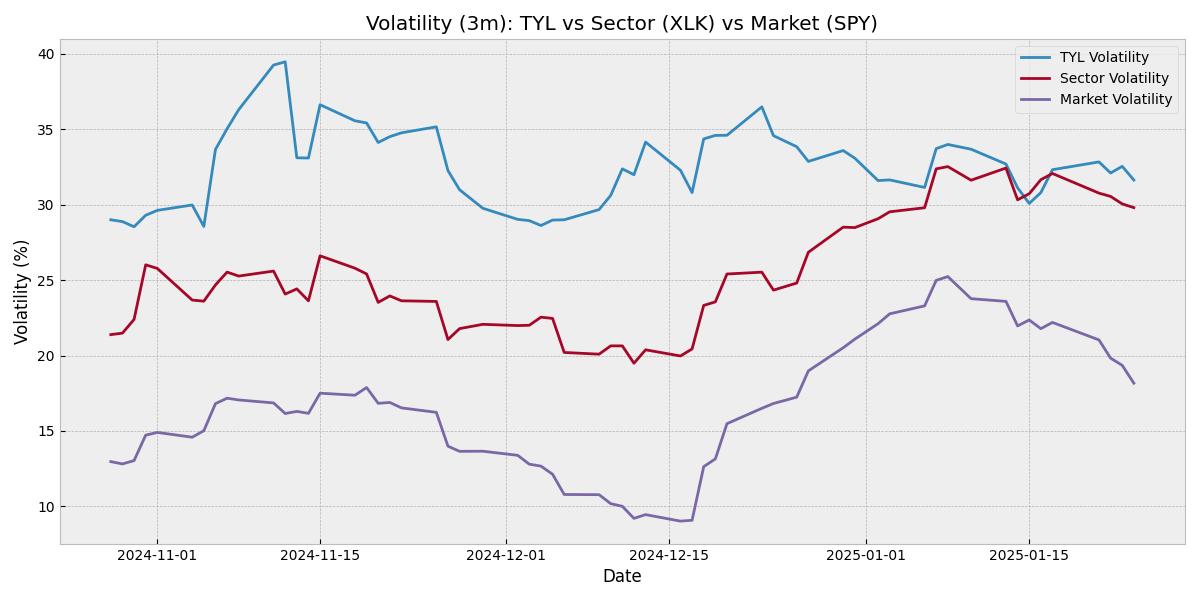 Volatility (3m): TYL vs Sector (XLK) vs Market (SPY)
TYL Volatility
Sector Volatility
Market Volatility
Volatility (%)
40
35
30
25
20
15
10
2024-11-01
2024-11-15
2024-12-01
2024-12-15
2025-01-01
2025-01-15
Date